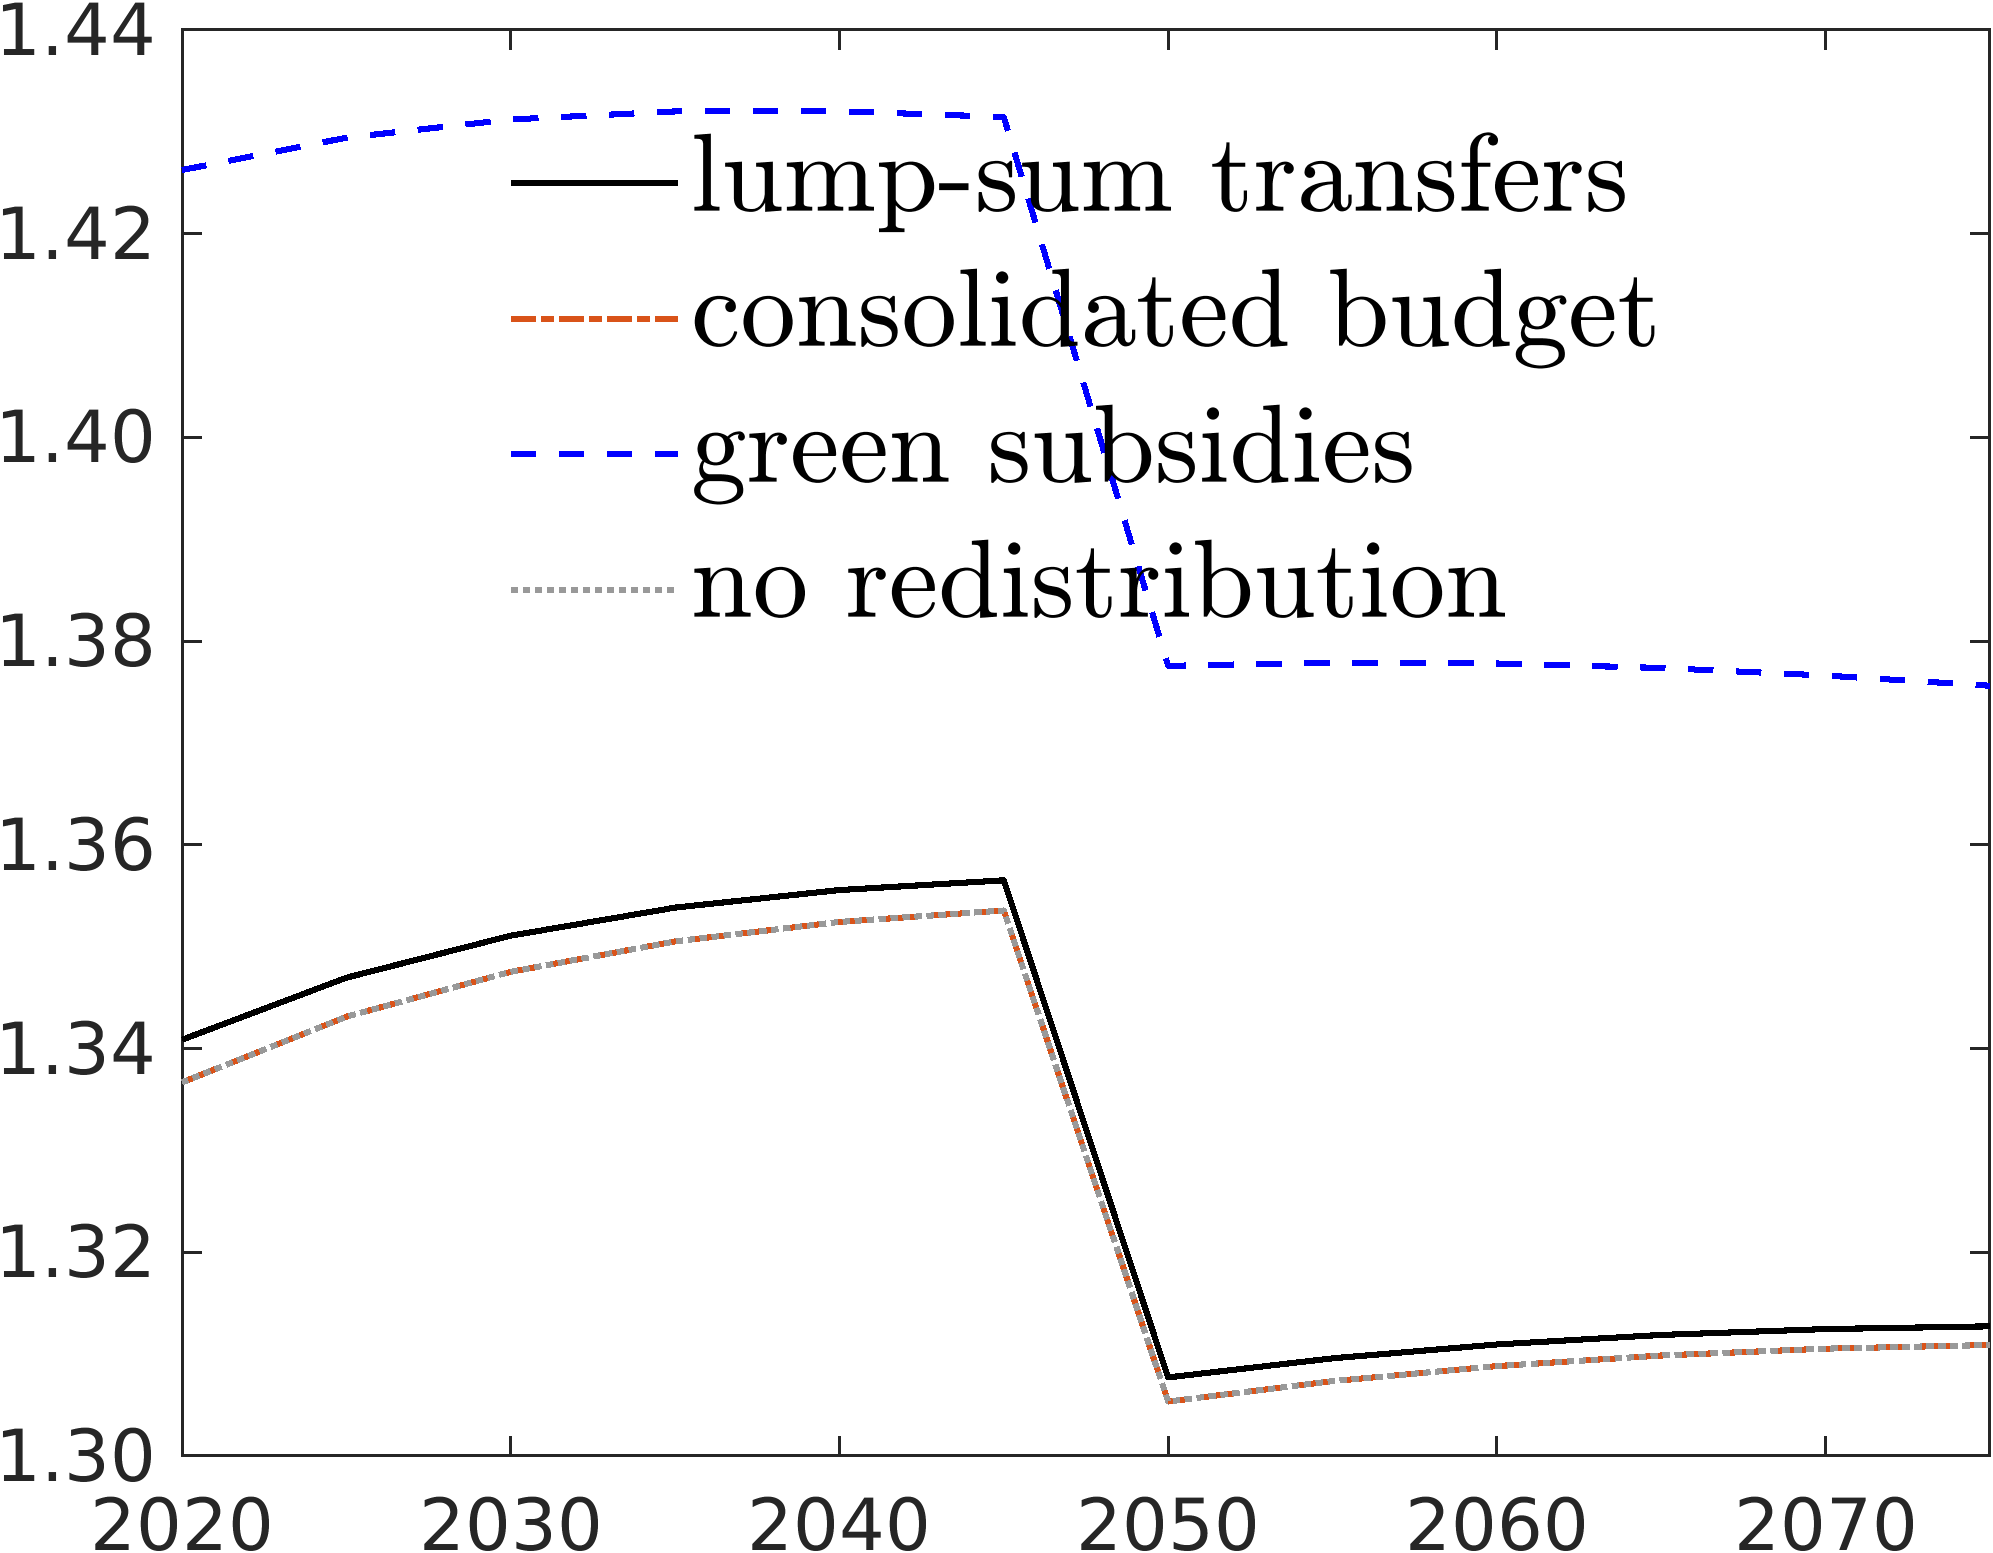 1.44
1.42
1.40
1.38
1.36
1.34
1.32
1.30
lump-sum transfers
consolidated budget
green subsidies
no redistribution
2020 2030 2040 2050 2060 2070